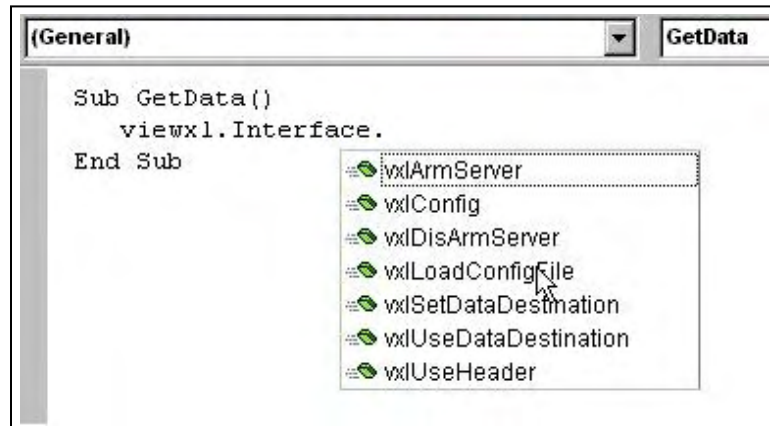 (General) GetData
Sub GetData()
viewxl.Interface.
End Sub
vxlArmServer
vxlConfig
vxlDisArmServer
vxlLoadConfigFile
vxlSetDataDestination
vxlUseDataDestination
vxlUseHeader